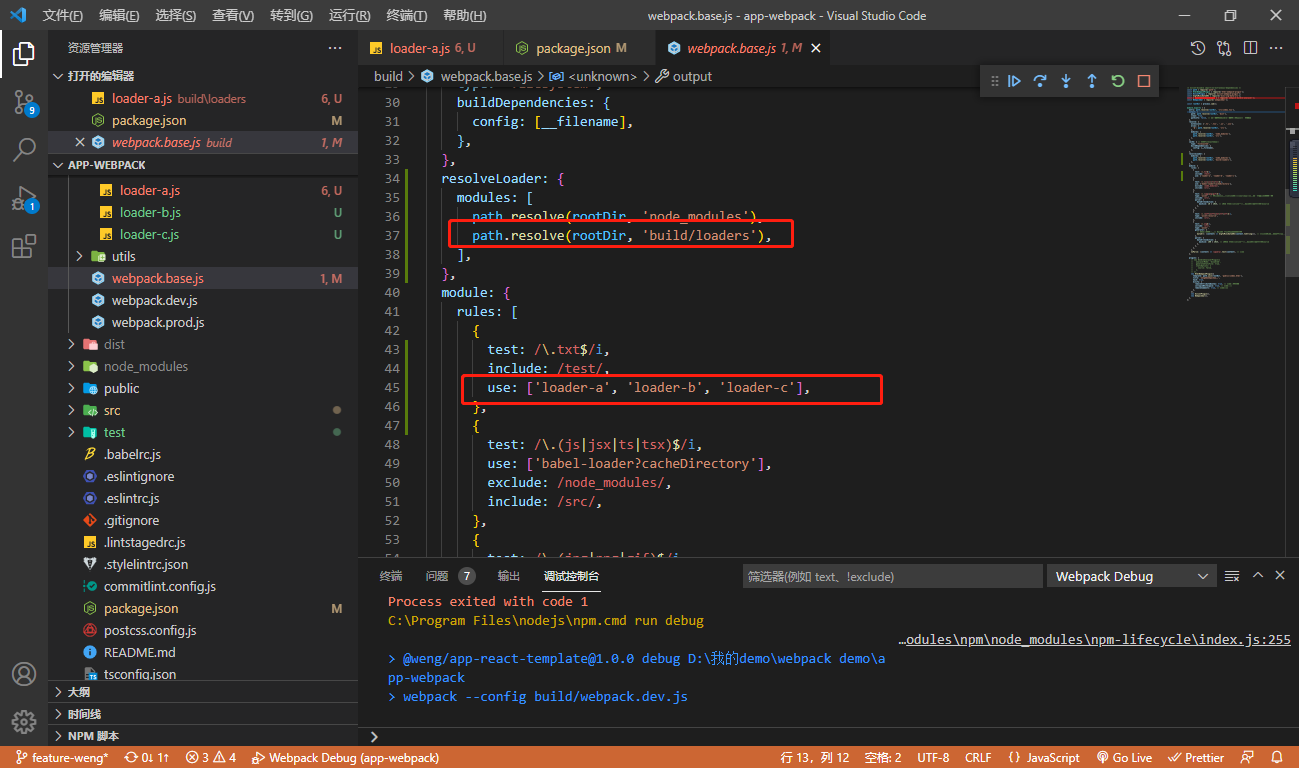 文件(F) 编辑(E) 选择(S) 查看(V) 转到(G) 运行(R) 终端(T) 帮助(H) webpack.base.js - app-webpack - Visual Studio Code
资源管理器
打开的编辑器
loader-a.js build\loaders 6, U
package.json M
webpack.base.js build 1, M
APP-WEBPACK
loader-a.js 6, U
loader-b.js U
loader-c.js U
utils
webpack.base.js 1, M
webpack.dev.js
webpack.prod.js
dist
node_modules
public
src
test
.babelrc.js
.eslintignore
.eslintrc.js
.gitignore
.lintstagedrc.js
.stylelintrc.json
commitlint.config.js
package.json M
postcss.config.js
README.md
tsconfig.json
大纲
时间线
NPM 脚本
9
1
loader-a.js 6, U package.json M webpack.base.js 1, M
build > webpack.base.js > <unknown> > output
30 buildDependencies: {
31 config: [__filename],
32 },
33 },
34 resolveLoader: {
35 modules: [
36 path.resolve(rootDir, 'node_modules'),
37 path.resolve(rootDir, 'build/loaders'),
38 ],
39 },
40 module: {
41 rules: [
42 {
43 test: /\.txt$/i,
44 include: /test/,
45 use: ['loader-a', 'loader-b', 'loader-c'],
46 },
47 {
48 test: /\.(js|jsx|ts|tsx)$/i,
49 use: ['babel-loader?cacheDirectory'],
50 exclude: /node_modules/,
51 include: /src/,
52 },
53 {
终端 问题 7 输出 调试控制台 筛选器(例如 text、!exclude) Webpack Debug
Process exited with code 1
C:\Program Files\nodejs\npm.cmd run debug
…odules\npm\node_modules\npm-lifecycle\index.js:255
> @weng/app-react-template@1.0.0 debug D:\我的demo\webpack demo\a
pp-webpack
> webpack --config build/webpack.dev.js
feature-weng* 0↓ 1↑ 3 4 Webpack Debug (app-webpack) 行 13，列 12 空格: 2 UTF-8 CRLF {} JavaScript Go Live Prettier